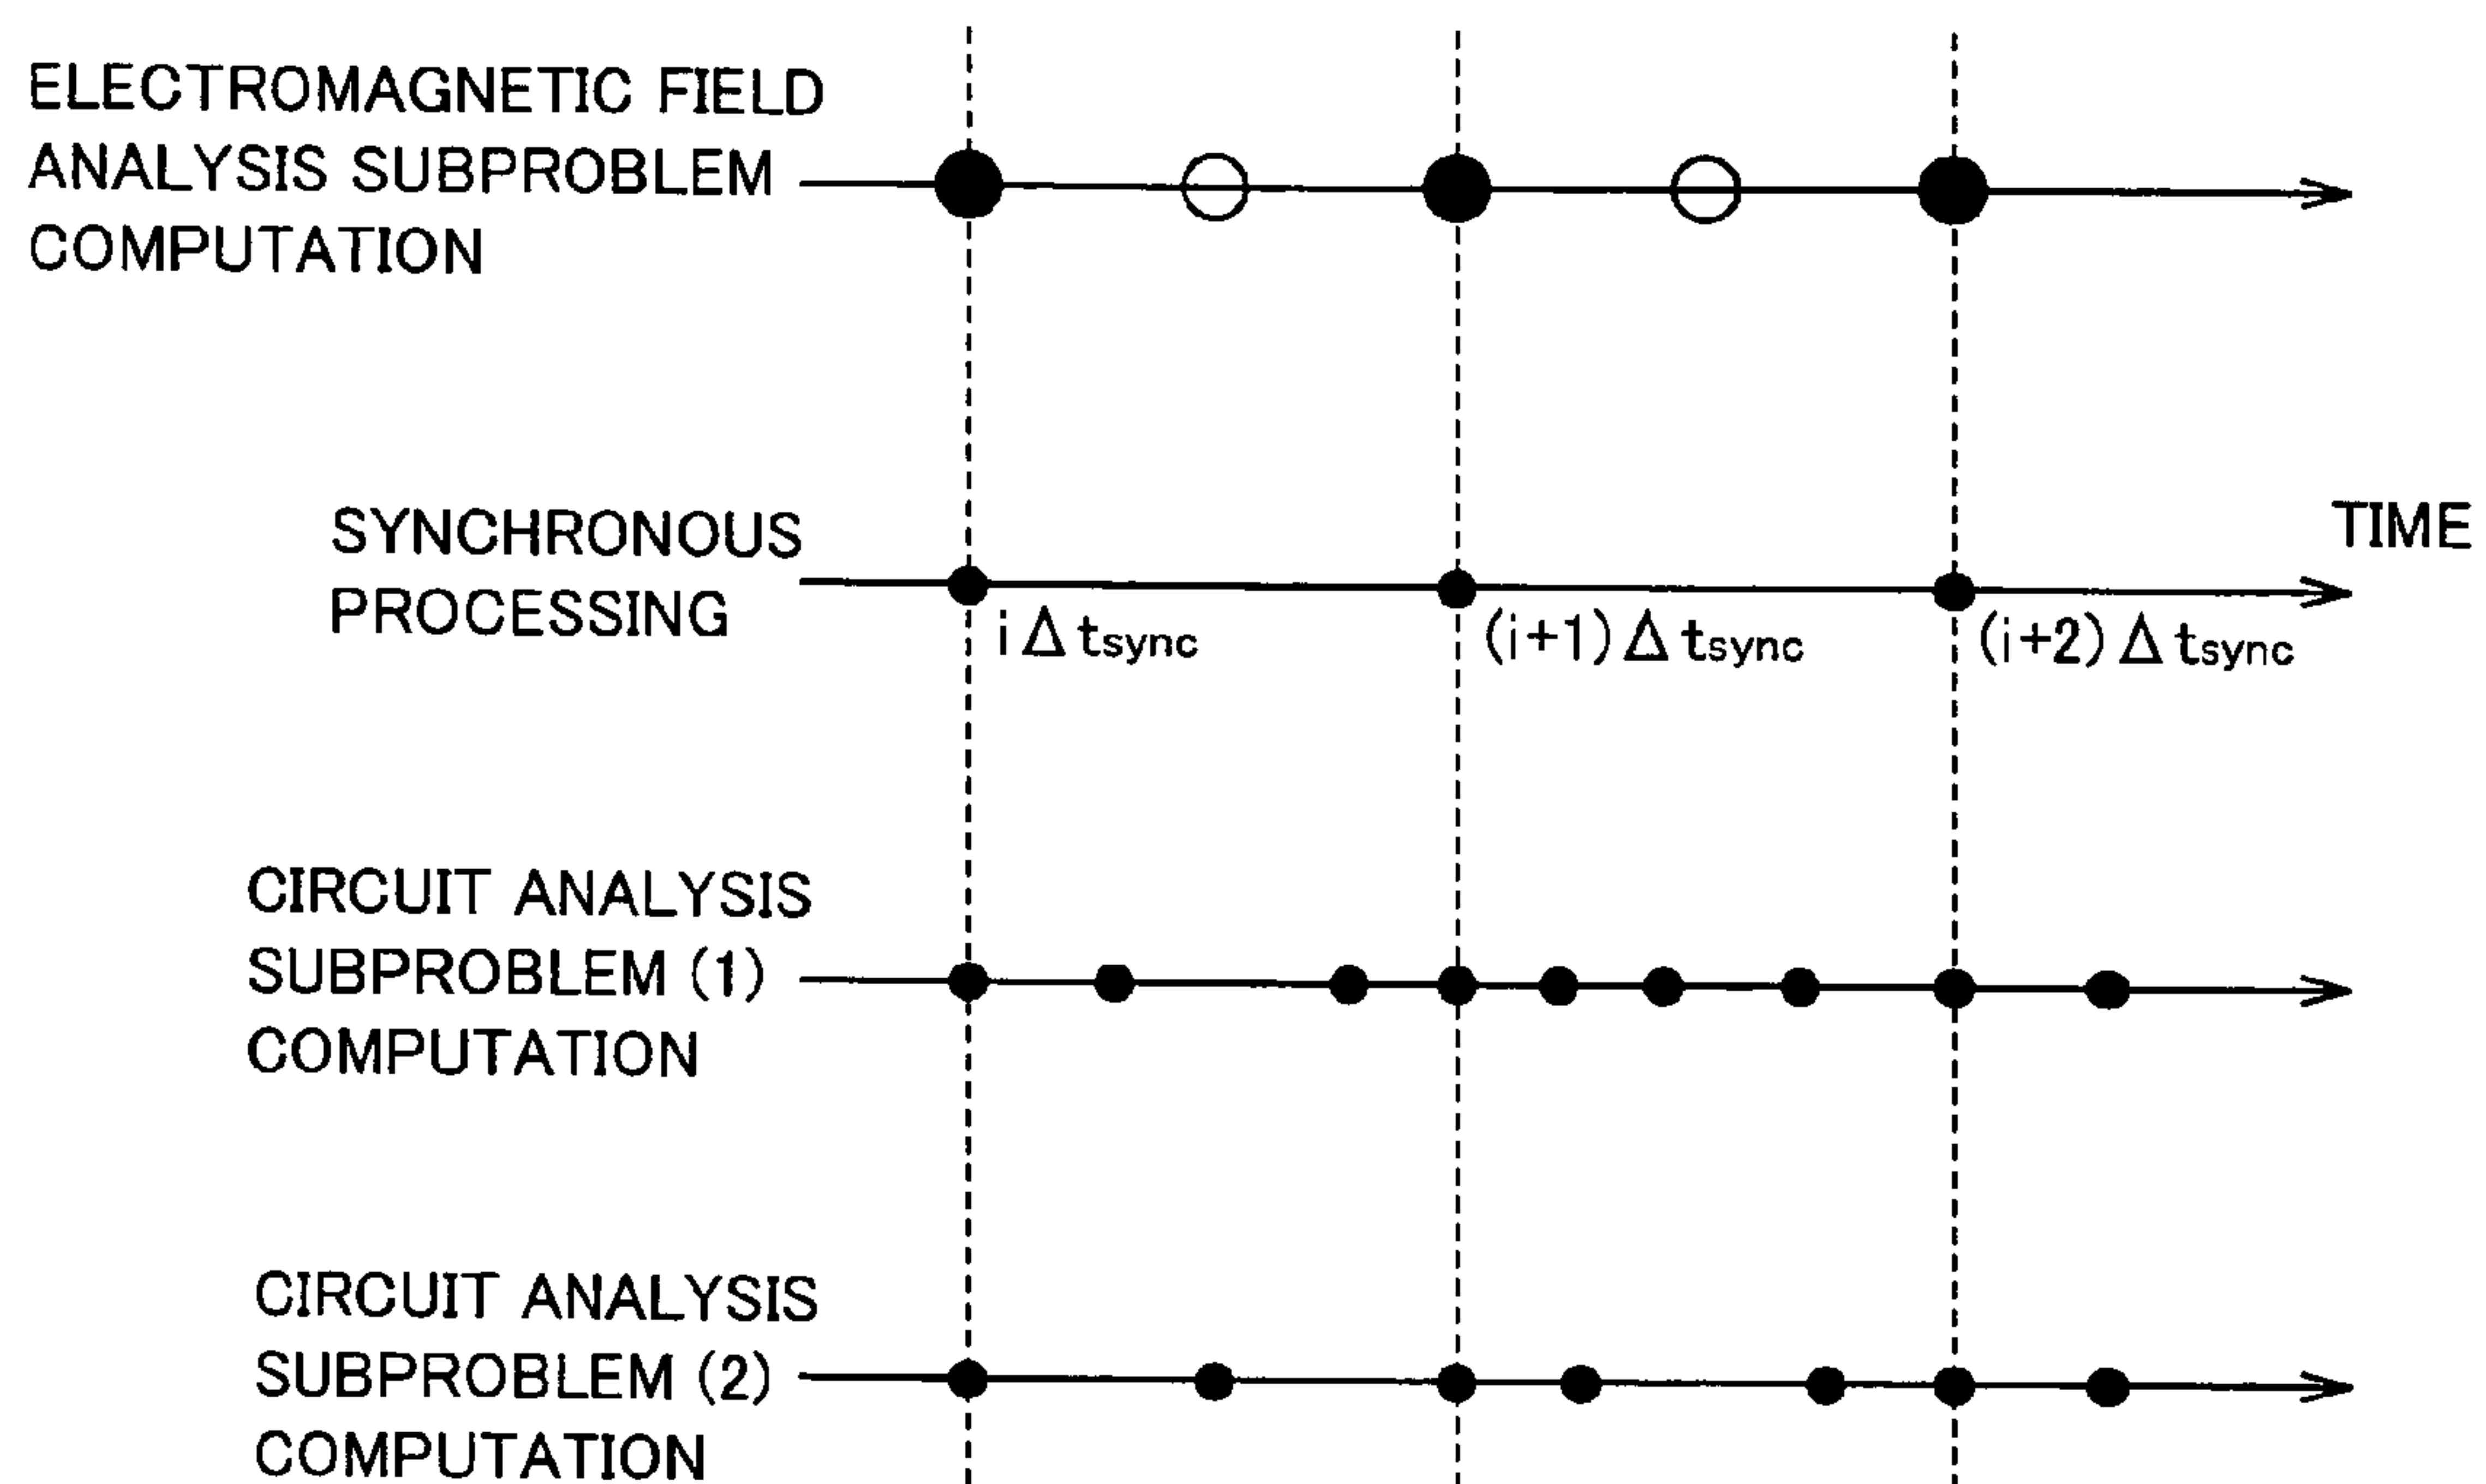 ELECTROMAGNETIC FIELD
ANALYSIS SUBPROBLEM
COMPUTATION
SYNCHRONOUS
PROCESSING
TIME
i Δ tsync
(i+1) Δ tsync
(i+2) Δ tsync
CIRCUIT ANALYSIS
SUBPROBLEM (1)
COMPUTATION
CIRCUIT ANALYSIS
SUBPROBLEM (2)
COMPUTATION